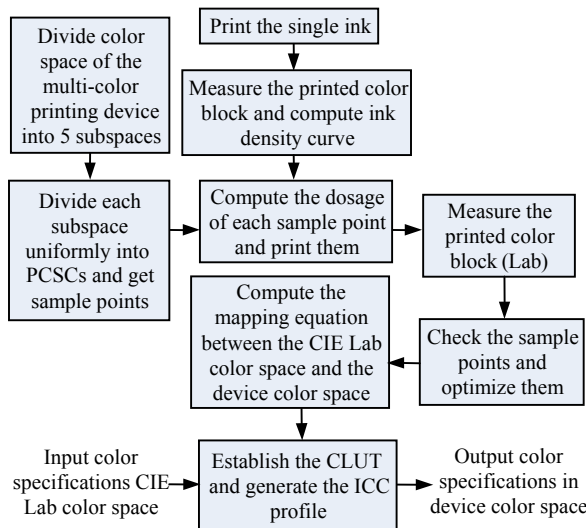 Divide color
space of the
multi-color
printing device
into 5 subspaces
Print the single ink
Measure the printed color
block and compute ink
density curve
Divide each
subspace
uniformly into
PCSCs and get
sample points
Compute the dosage
of each sample point
and print them
Measure the
printed color
block (Lab)
Compute the
mapping equation
between the CIE Lab
color space and the
device color space
Check the sample
points and
optimize them
Input color
specifications CIE
Lab color space
Establish the CLUT
and generate the ICC
profile
Output color
specifications in
device color space